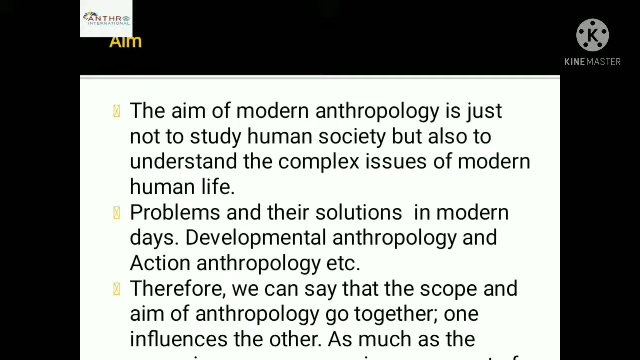 ANTHRO
INTERNATIONAL
Aim
K
KINEMASTER
The aim of modern anthropology is just
not to study human society but also to
understand the complex issues of modern
human life.
Problems and their solutions in modern
days. Developmental anthropology and
Action anthropology etc.
Therefore, we can say that the scope and
aim of anthropology go together; one
influences the other. As much as the